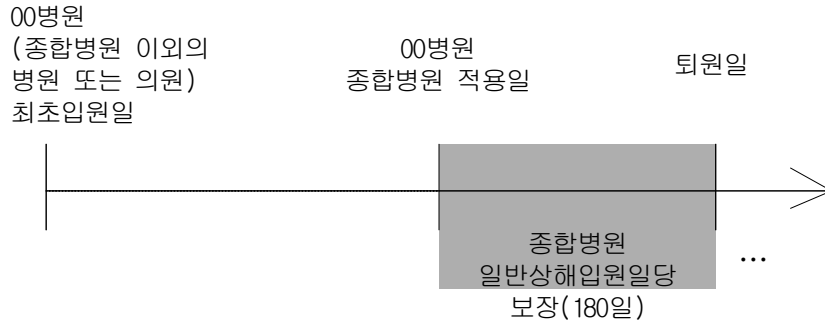 00병원
(종합병원 이외의
병원 또는 의원)
최초입원일
00병원
종합병원 적용일
퇴원일
종합병원
일반상해입원일당
보장(180일)
...